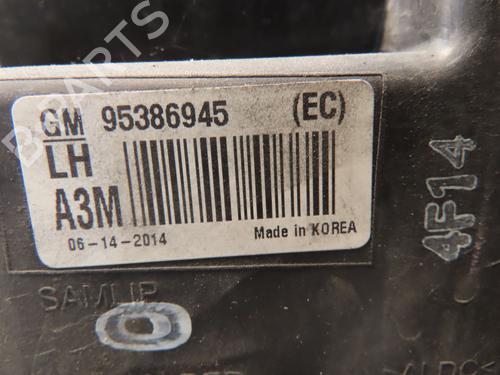 GM 95386945 (EC)
LH
A3M
06-14-2014
Made in KOREA
4F14
SAMLIP
B-PARTS